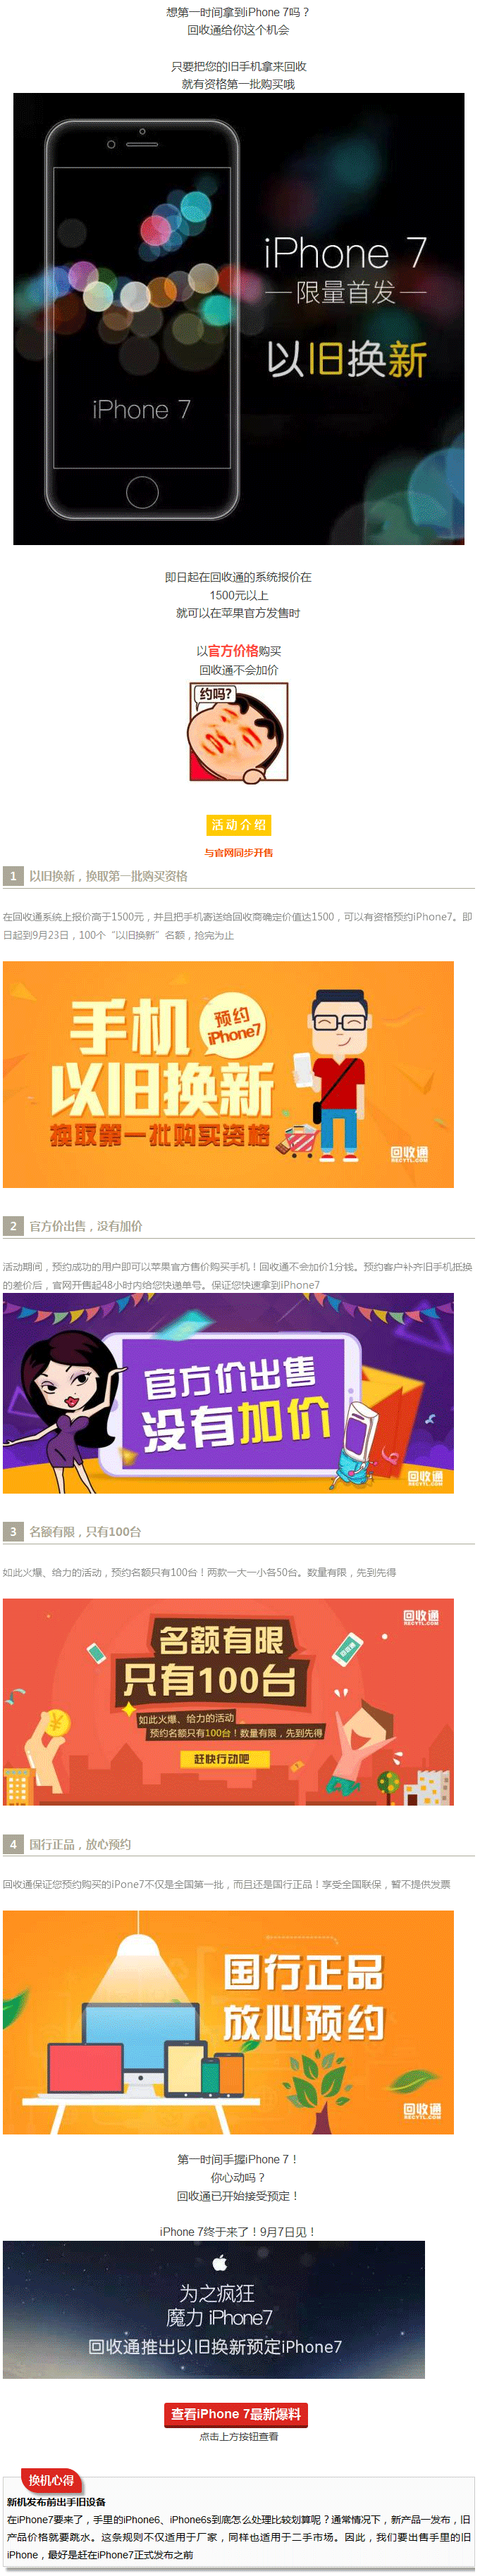 想第一时间拿到iPhone 7吗？
回收通给你这个机会
只要把您的旧手机拿来回收
就有资格第一批购买哦
iPhone 7
限量首发
以旧换新
iPhone 7
即日起在回收通的系统报价在
1500元以上
就可以在苹果官方发售时
以官方价格购买
回收通不会加价
约吗?
活动介绍
与官网同步开售
1 以旧换新，换取第一批购买资格
在回收通系统上报价高于1500元，并且把手机寄送给回收商确定价值达1500，可以有资格预约iPhone7。即
日起到9月23日，100个“以旧换新”名额，抢完为止
手机
预约
iPhone7
以旧换新
换取第一批购买资格
回收通
RECYTL.COM
2 官方价出售，没有加价
活动期间，预约成功的用户即可以苹果官方售价购买手机！回收通不会加价1分钱。预约客户补齐旧手机抵换
的差价后，官网开售起48小时内给您快递单号。保证您快速拿到iPhone7
官方价出售
没有加价
回收通
RECYTL.COM
3 名额有限，只有100台
如此火爆、给力的活动，预约名额只有100台！两款一大一小各50台。数量有限，先到先得
回收通
RECYTL.COM
名额有限
只有100台
如此火爆、给力的活动
预约名额只有100台！数量有限，先到先得
赶快行动吧
4 国行正品，放心预约
回收通保证您预约购买的iPone7不仅是全国第一批，而且还是国行正品！享受全国联保，暂不提供发票
国行正品
放心预约
回收通
RECYTL.COM
第一时间手握iPhone 7！
你心动吗？
回收通已开始接受预定！
iPhone 7终于来了！9月7日见！
为之疯狂
魔力 iPhone7
回收通推出以旧换新预定iPhone7
查看iPhone 7最新爆料
点击上方按钮查看
换机心得
新机发布前出手旧设备
在iPhone7要来了，手里的iPhone6、iPhone6s到底怎么处理比较划算呢？通常情况下，新产品一发布，旧
产品价格就要跳水。这条规则不仅适用于厂家，同样也适用于二手市场。因此，我们要出售手里的旧
iPhone，最好是赶在iPhone7正式发布之前